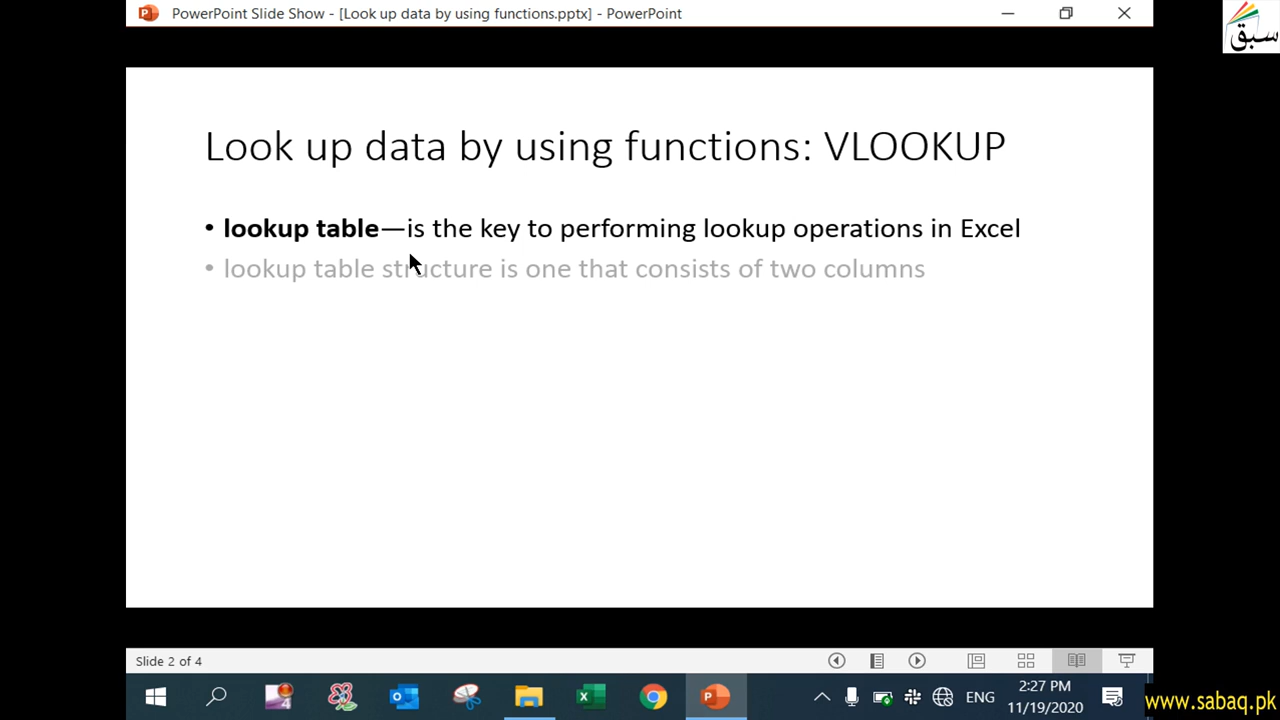 PowerPoint Slide Show - [Look up data by using functions.pptx] - PowerPoint
سبق
Look up data by using functions: VLOOKUP
• lookup table—is the key to performing lookup operations in Excel
• lookup table structure is one that consists of two columns
Slide 2 of 4
4
ENG
2:27 PM
11/19/2020
www.sabaq.pk